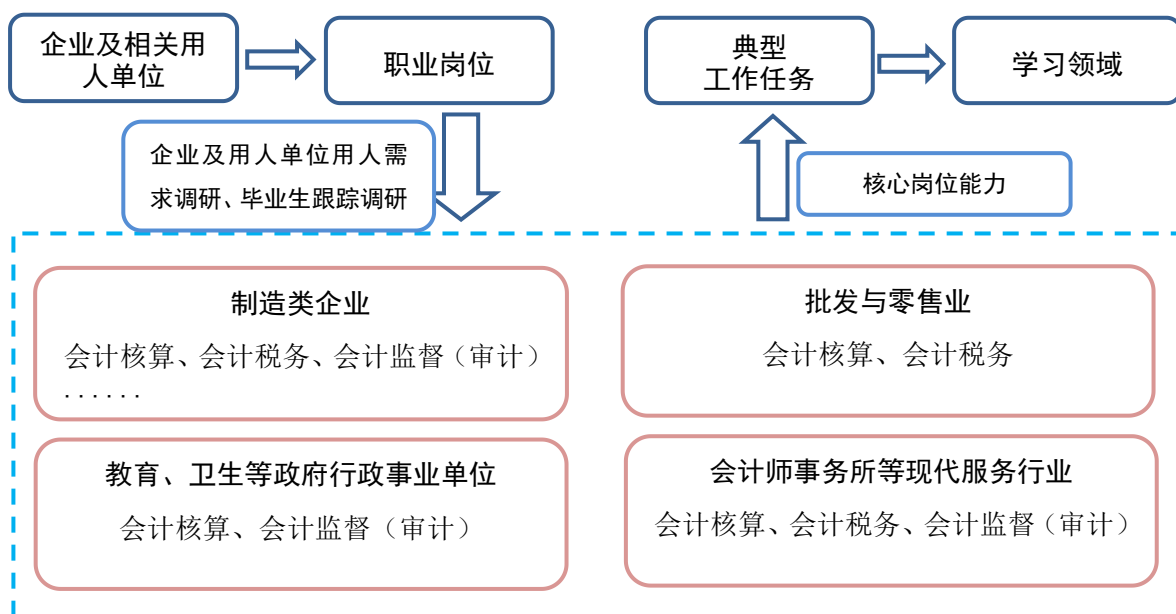 企业及相关用
人单位
职业岗位
典型
工作任务
学习领域
企业及用人单位用人需
求调研、毕业生跟踪调研
核心岗位能力
制造类企业
会计核算、会计税务、会计监督（审计）
······
批发与零售业
会计核算、会计税务
教育、卫生等政府行政事业单位
会计核算、会计监督（审计）
会计师事务所等现代服务行业
会计核算、会计税务、会计监督（审计）